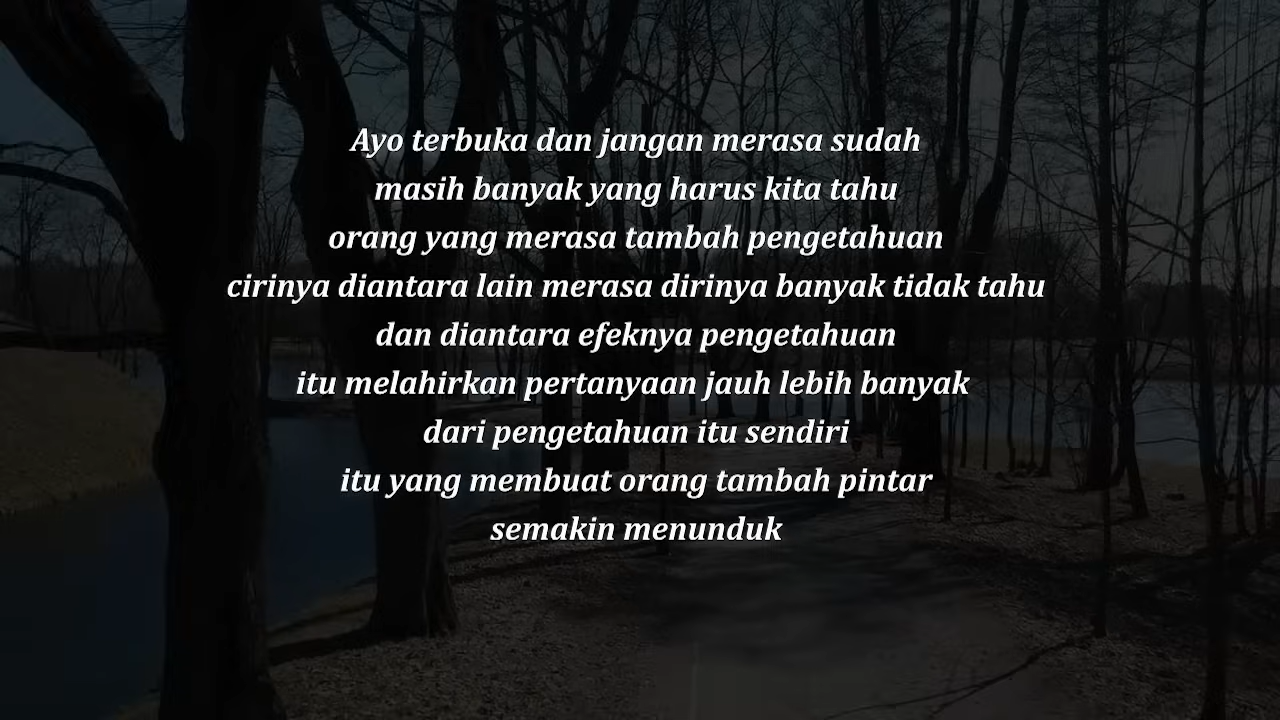 Ayo terbuka dan jangan merasa sudah
masih banyak yang harus kita tahu
orang yang merasa tambah pengetahuan
cirinya diantara lain merasa dirinya banyak tidak tahu
dan diantara efeknya pengetahuan
itu melahirkan pertanyaan jauh lebih banyak
dari pengetahuan itu sendiri
itu yang membuat orang tambah pintar
semakin menunduk